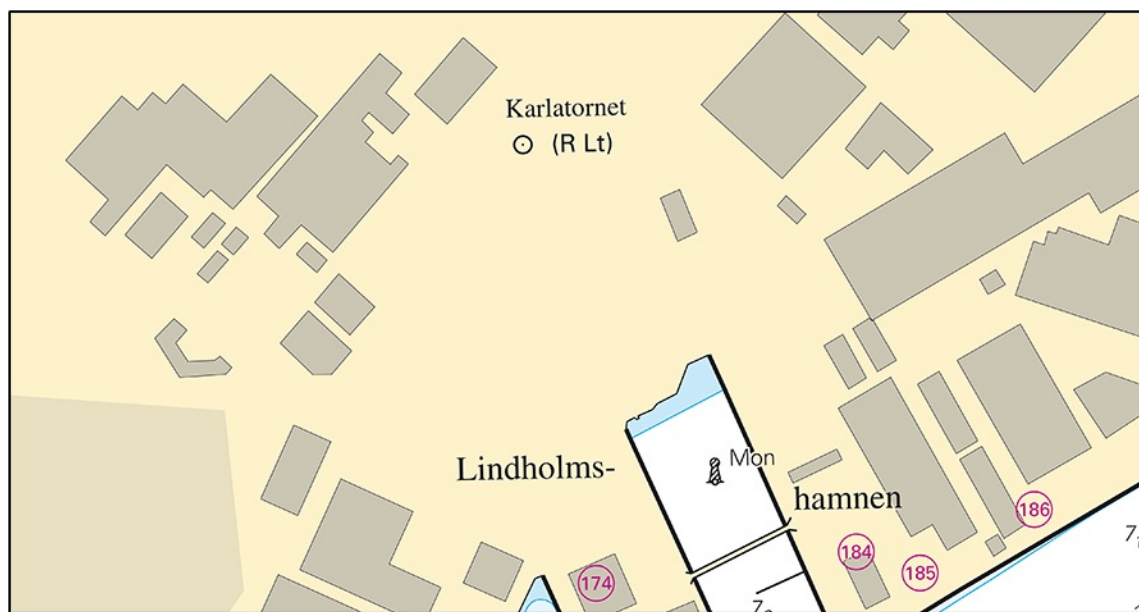 Karlatornet
(R Lt)
Lindholms-
Mon
hamnen
186
184
185
174